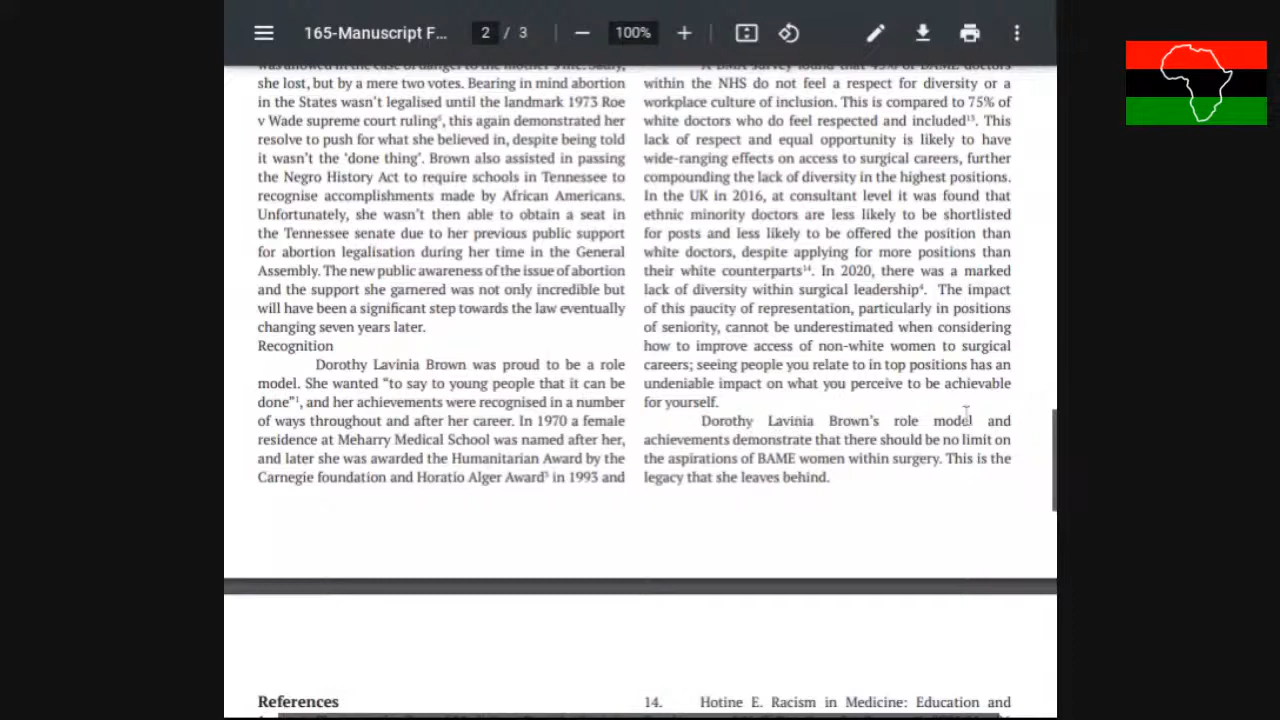 165-Manuscript F...
2 / 3
100%
she lost, but by a mere two votes. Bearing in mind abortion
in the States wasn't legalised until the landmark 1973 Roe
v Wade supreme court ruling⁶, this again demonstrated her
resolve to push for what she believed in, despite being told
it wasn't the 'done thing'. Brown also assisted in passing
the Negro History Act to require schools in Tennessee to
recognise accomplishments made by African Americans.
Unfortunately, she wasn't then able to obtain a seat in
the Tennessee senate due to her previous public support
for abortion legalisation during her time in the General
Assembly. The new public awareness of the issue of abortion
and the support she garnered was not only incredible but
will have been a significant step towards the law eventually
changing seven years later.
Recognition
Dorothy Lavinia Brown was proud to be a role
model. She wanted “to say to young people that it can be
done”¹, and her achievements were recognised in a number
of ways throughout and after her career. In 1970 a female
residence at Meharry Medical School was named after her,
and later she was awarded the Humanitarian Award by the
Carnegie foundation and Horatio Alger Award⁵ in 1993 and
A BMA survey found that 45% of BAME doctors
within the NHS do not feel a respect for diversity or a
workplace culture of inclusion. This is compared to 75% of
white doctors who do feel respected and included¹³. This
lack of respect and equal opportunity is likely to have
wide-ranging effects on access to surgical careers, further
compounding the lack of diversity in the highest positions.
In the UK in 2016, at consultant level it was found that
ethnic minority doctors are less likely to be shortlisted
for posts and less likely to be offered the position than
white doctors, despite applying for more positions than
their white counterparts¹⁴. In 2020, there was a marked
lack of diversity within surgical leadership⁴. The impact
of this paucity of representation, particularly in positions
of seniority, cannot be underestimated when considering
how to improve access of non-white women to surgical
careers; seeing people you relate to in top positions has an
undeniable impact on what you perceive to be achievable
for yourself.
Dorothy Lavinia Brown's role model and
achievements demonstrate that there should be no limit on
the aspirations of BAME women within surgery. This is the
legacy that she leaves behind.
References
14. Hotine E. Racism in Medicine: Education and